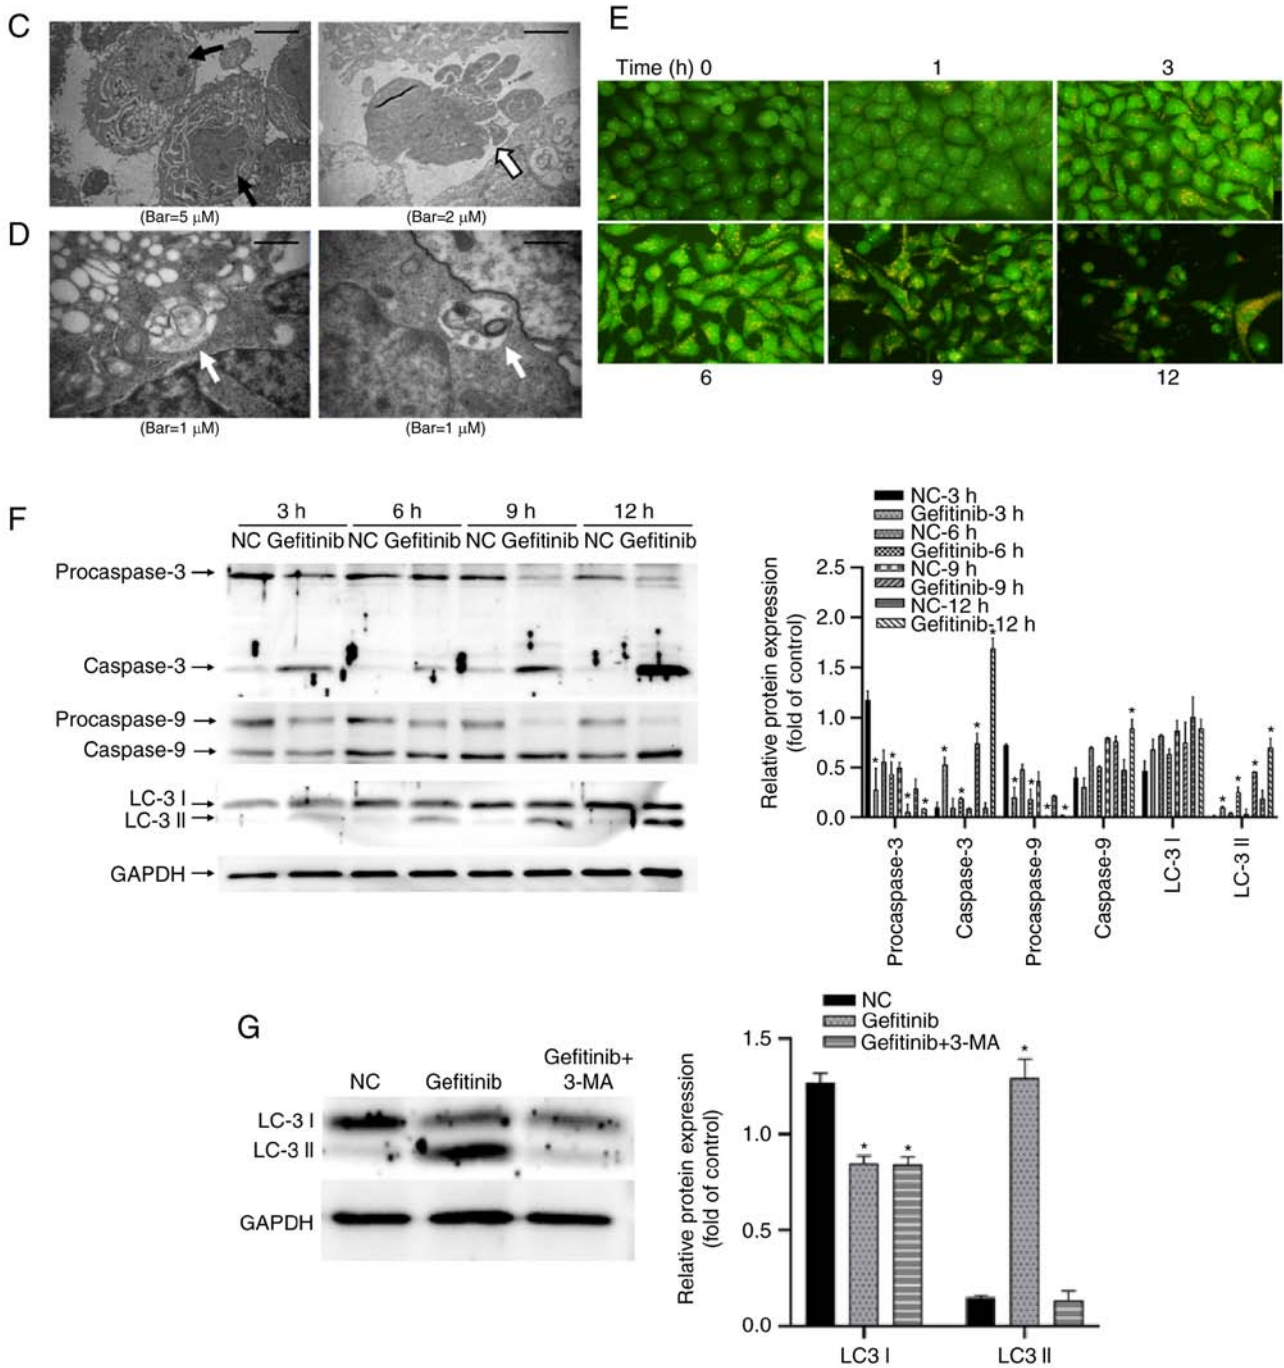 C
(Bar=5 µM)
(Bar=2 µM)
D
(Bar=1 µM)
(Bar=1 µM)
E
Time (h) 0
1
3
6
9
12
F
3 h
6 h
9 h
12 h
NC Gefitinib NC Gefitinib NC Gefitinib NC Gefitinib
Procaspase-3
Caspase-3
Procaspase-9
Caspase-9
LC-3 I
LC-3 II
GAPDH
NC-3 h
Gefitinib-3 h
NC-6 h
Gefitinib-6 h
NC-9 h
Gefitinib-9 h
NC-12 h
Gefitinib-12 h
Relative protein expression
(fold of control)
2.5
2.0
1.5
1.0
0.5
0.0
* * * * * * * * * * * * * * * * *
Procaspase-3
Caspase-3
Procaspase-9
Caspase-9
LC-3 I
LC-3 II
G
NC
Gefitinib
Gefitinib+
3-MA
LC-3 I
LC-3 II
GAPDH
NC
Gefitinib
Gefitinib+3-MA
Relative protein expression
(fold of control)
1.5
1.0
0.5
0.0
* * *
LC3 I
LC3 II